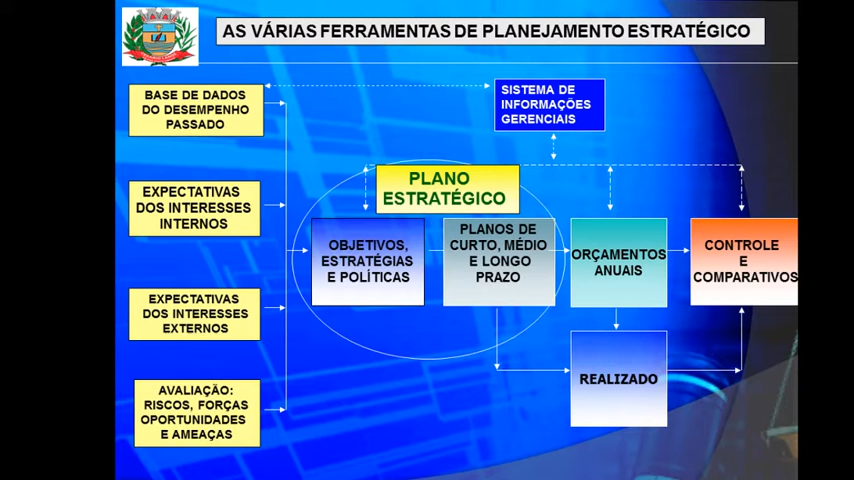 AS VÁRIAS FERRAMENTAS DE PLANEJAMENTO ESTRATÉGICO
BASE DE DADOS
DO DESEMPENHO
PASSADO
SISTEMA DE
INFORMAÇÕES
GERENCIAIS
EXPECTATIVAS
DOS INTERESSES
INTERNOS
PLANO
ESTRATÉGICO
OBJETIVOS,
ESTRATÉGIAS
E POLÍTICAS
PLANOS DE
CURTO, MÉDIO
E LONGO
PRAZO
ORÇAMENTOS
ANUAIS
CONTROLE
E
COMPARATIVOS
EXPECTATIVAS
DOS INTERESSES
EXTERNOS
REALIZADO
AVALIAÇÃO:
RISCOS, FORÇAS
OPORTUNIDADES
E AMEAÇAS